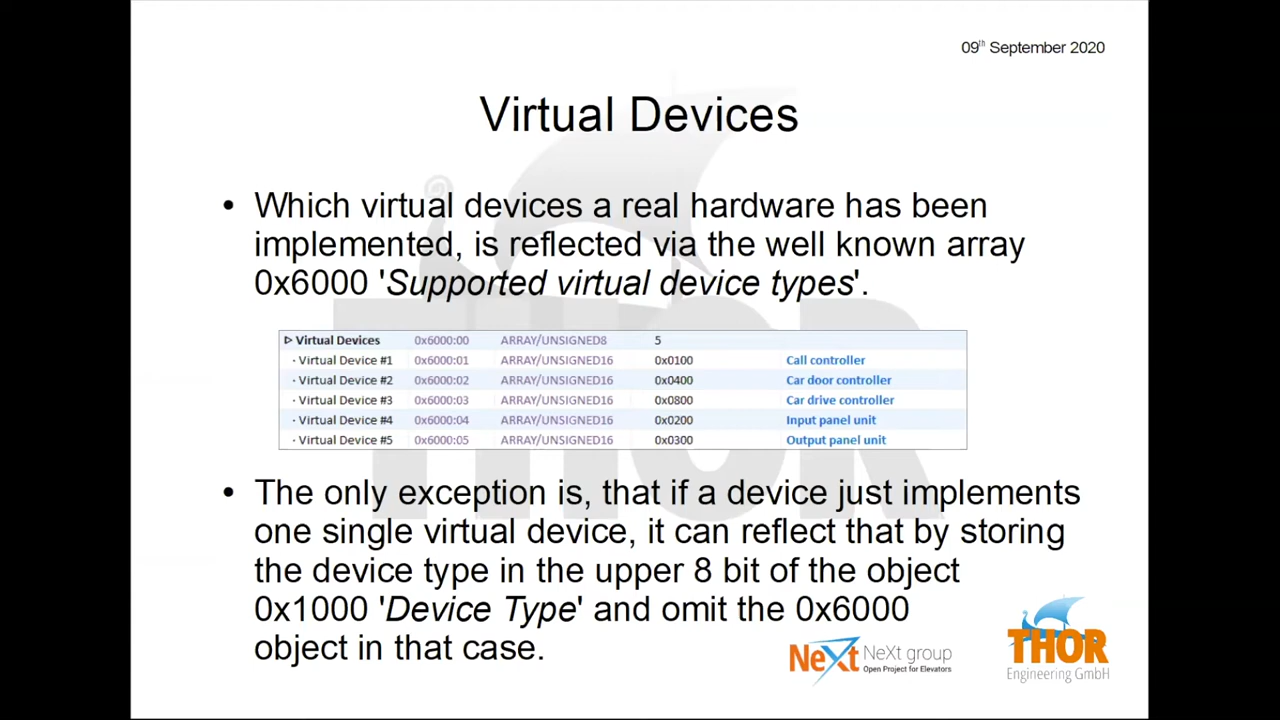 09th September 2020
Virtual Devices
• Which virtual devices a real hardware has been
implemented, is reflected via the well known array
0x6000 'Supported virtual device types'.
Virtual Devices 0x6000:00 ARRAY/UNSIGNED8 5
· Virtual Device #1 0x6000:01 ARRAY/UNSIGNED16 0x0100 Call controller
· Virtual Device #2 0x6000:02 ARRAY/UNSIGNED16 0x0400 Car door controller
· Virtual Device #3 0x6000:03 ARRAY/UNSIGNED16 0x0800 Car drive controller
· Virtual Device #4 0x6000:04 ARRAY/UNSIGNED16 0x0200 Input panel unit
· Virtual Device #5 0x6000:05 ARRAY/UNSIGNED16 0x0300 Output panel unit
THOR
• The only exception is, that if a device just implements
one single virtual device, it can reflect that by storing
the device type in the upper 8 bit of the object
0x1000 'Device Type' and omit the 0x6000
object in that case.
NeXt NeXt group
Open Project for Elevators
THOR
Engineering GmbH